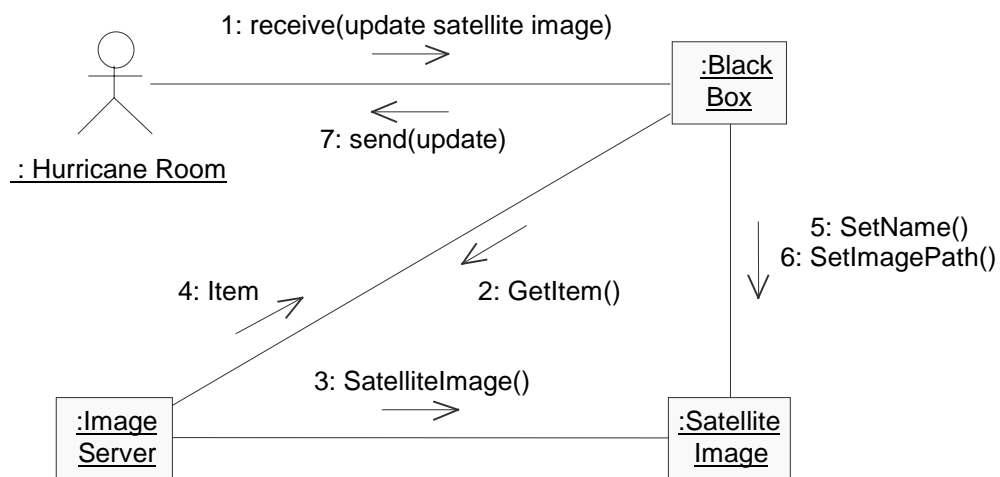 1: receive(update satellite image)
:Black
Box
7: send(update)
: Hurricane Room
5: SetName()
6: SetImagePath()
4: Item
2: GetItem()
3: SatelliteImage()
:Image
Server
:Satellite
Image